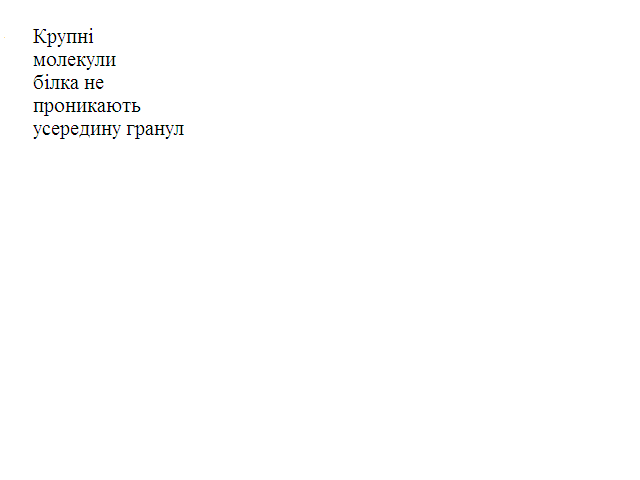 Крупні
молекули
білка не
проникають
усередину гранул